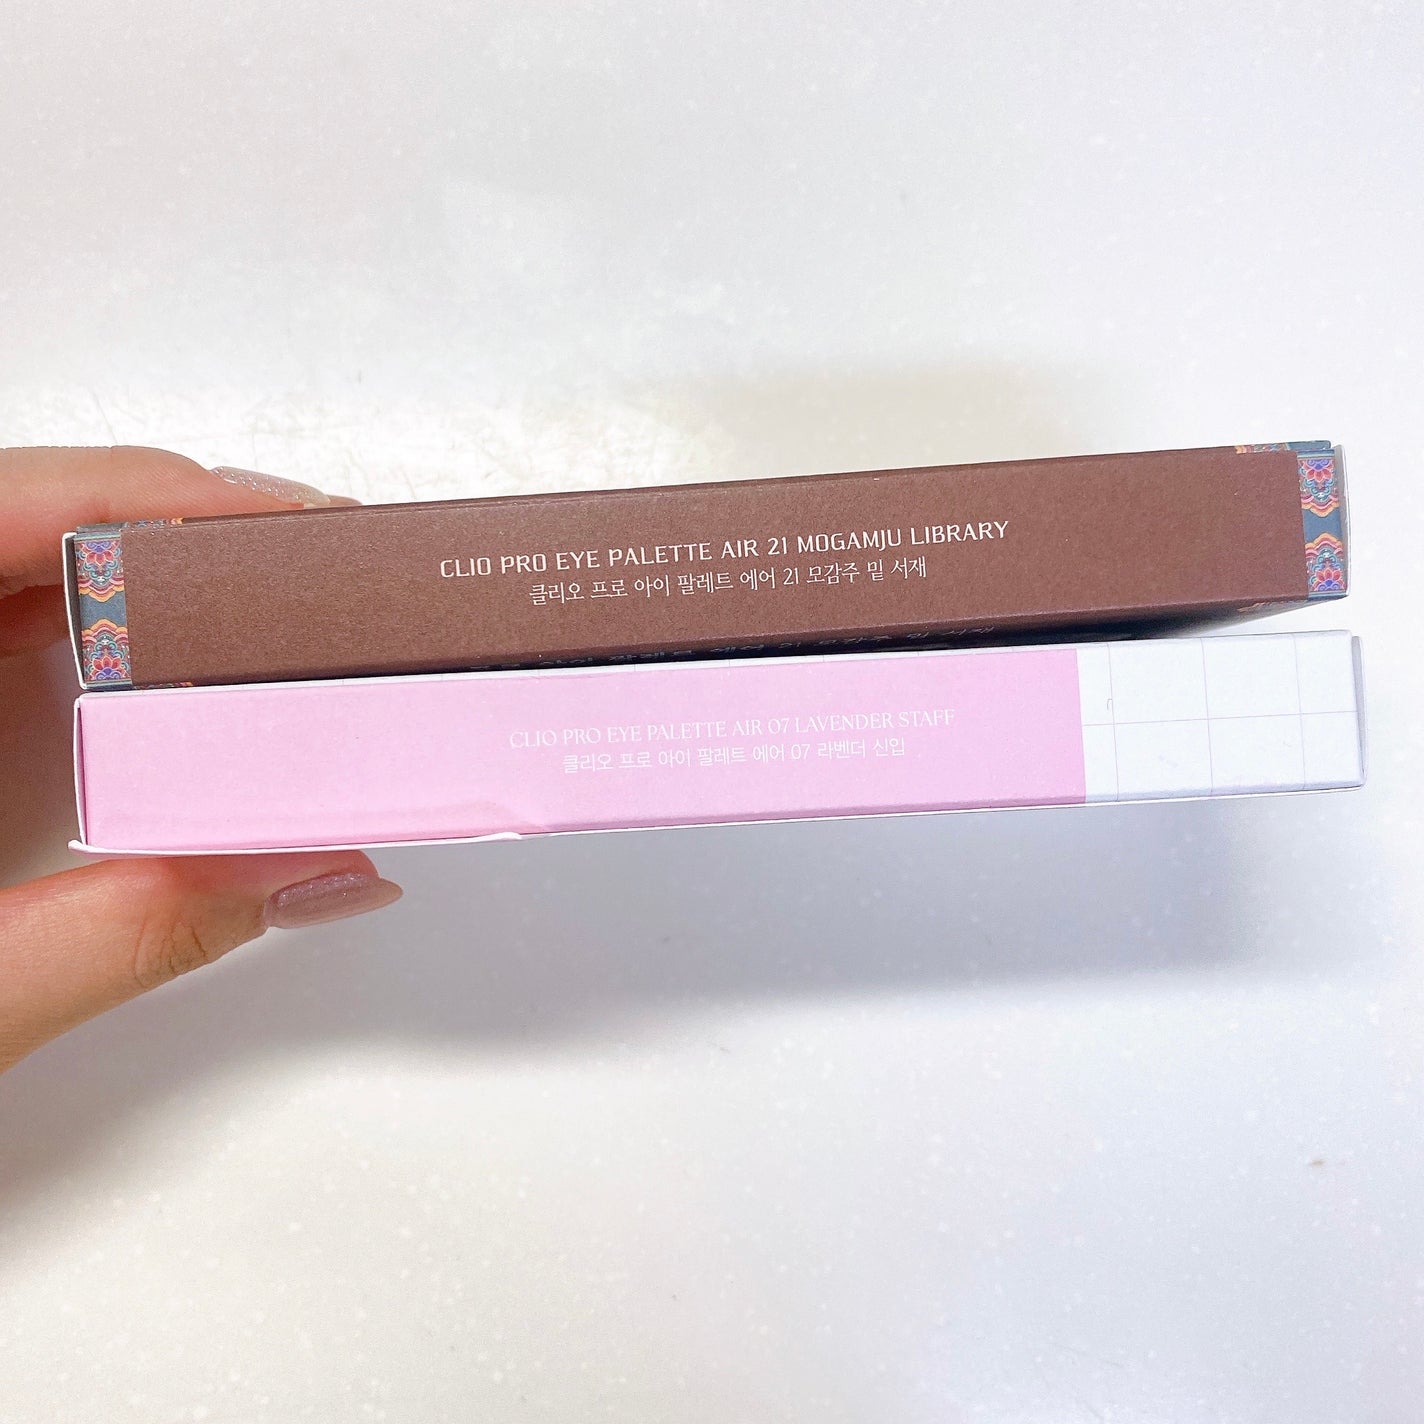 CLIO PRO EYE PALETTE AIR 21 MOGAMJU LIBRARY
클리오 프로 아이 팔레트 에어 21 모감주 밑 서재
CLIO PRO EYE PALETTE AIR 07 LAVENDER STAFF
클리오 프로 아이 팔레트 에어 07 라벤더 신입